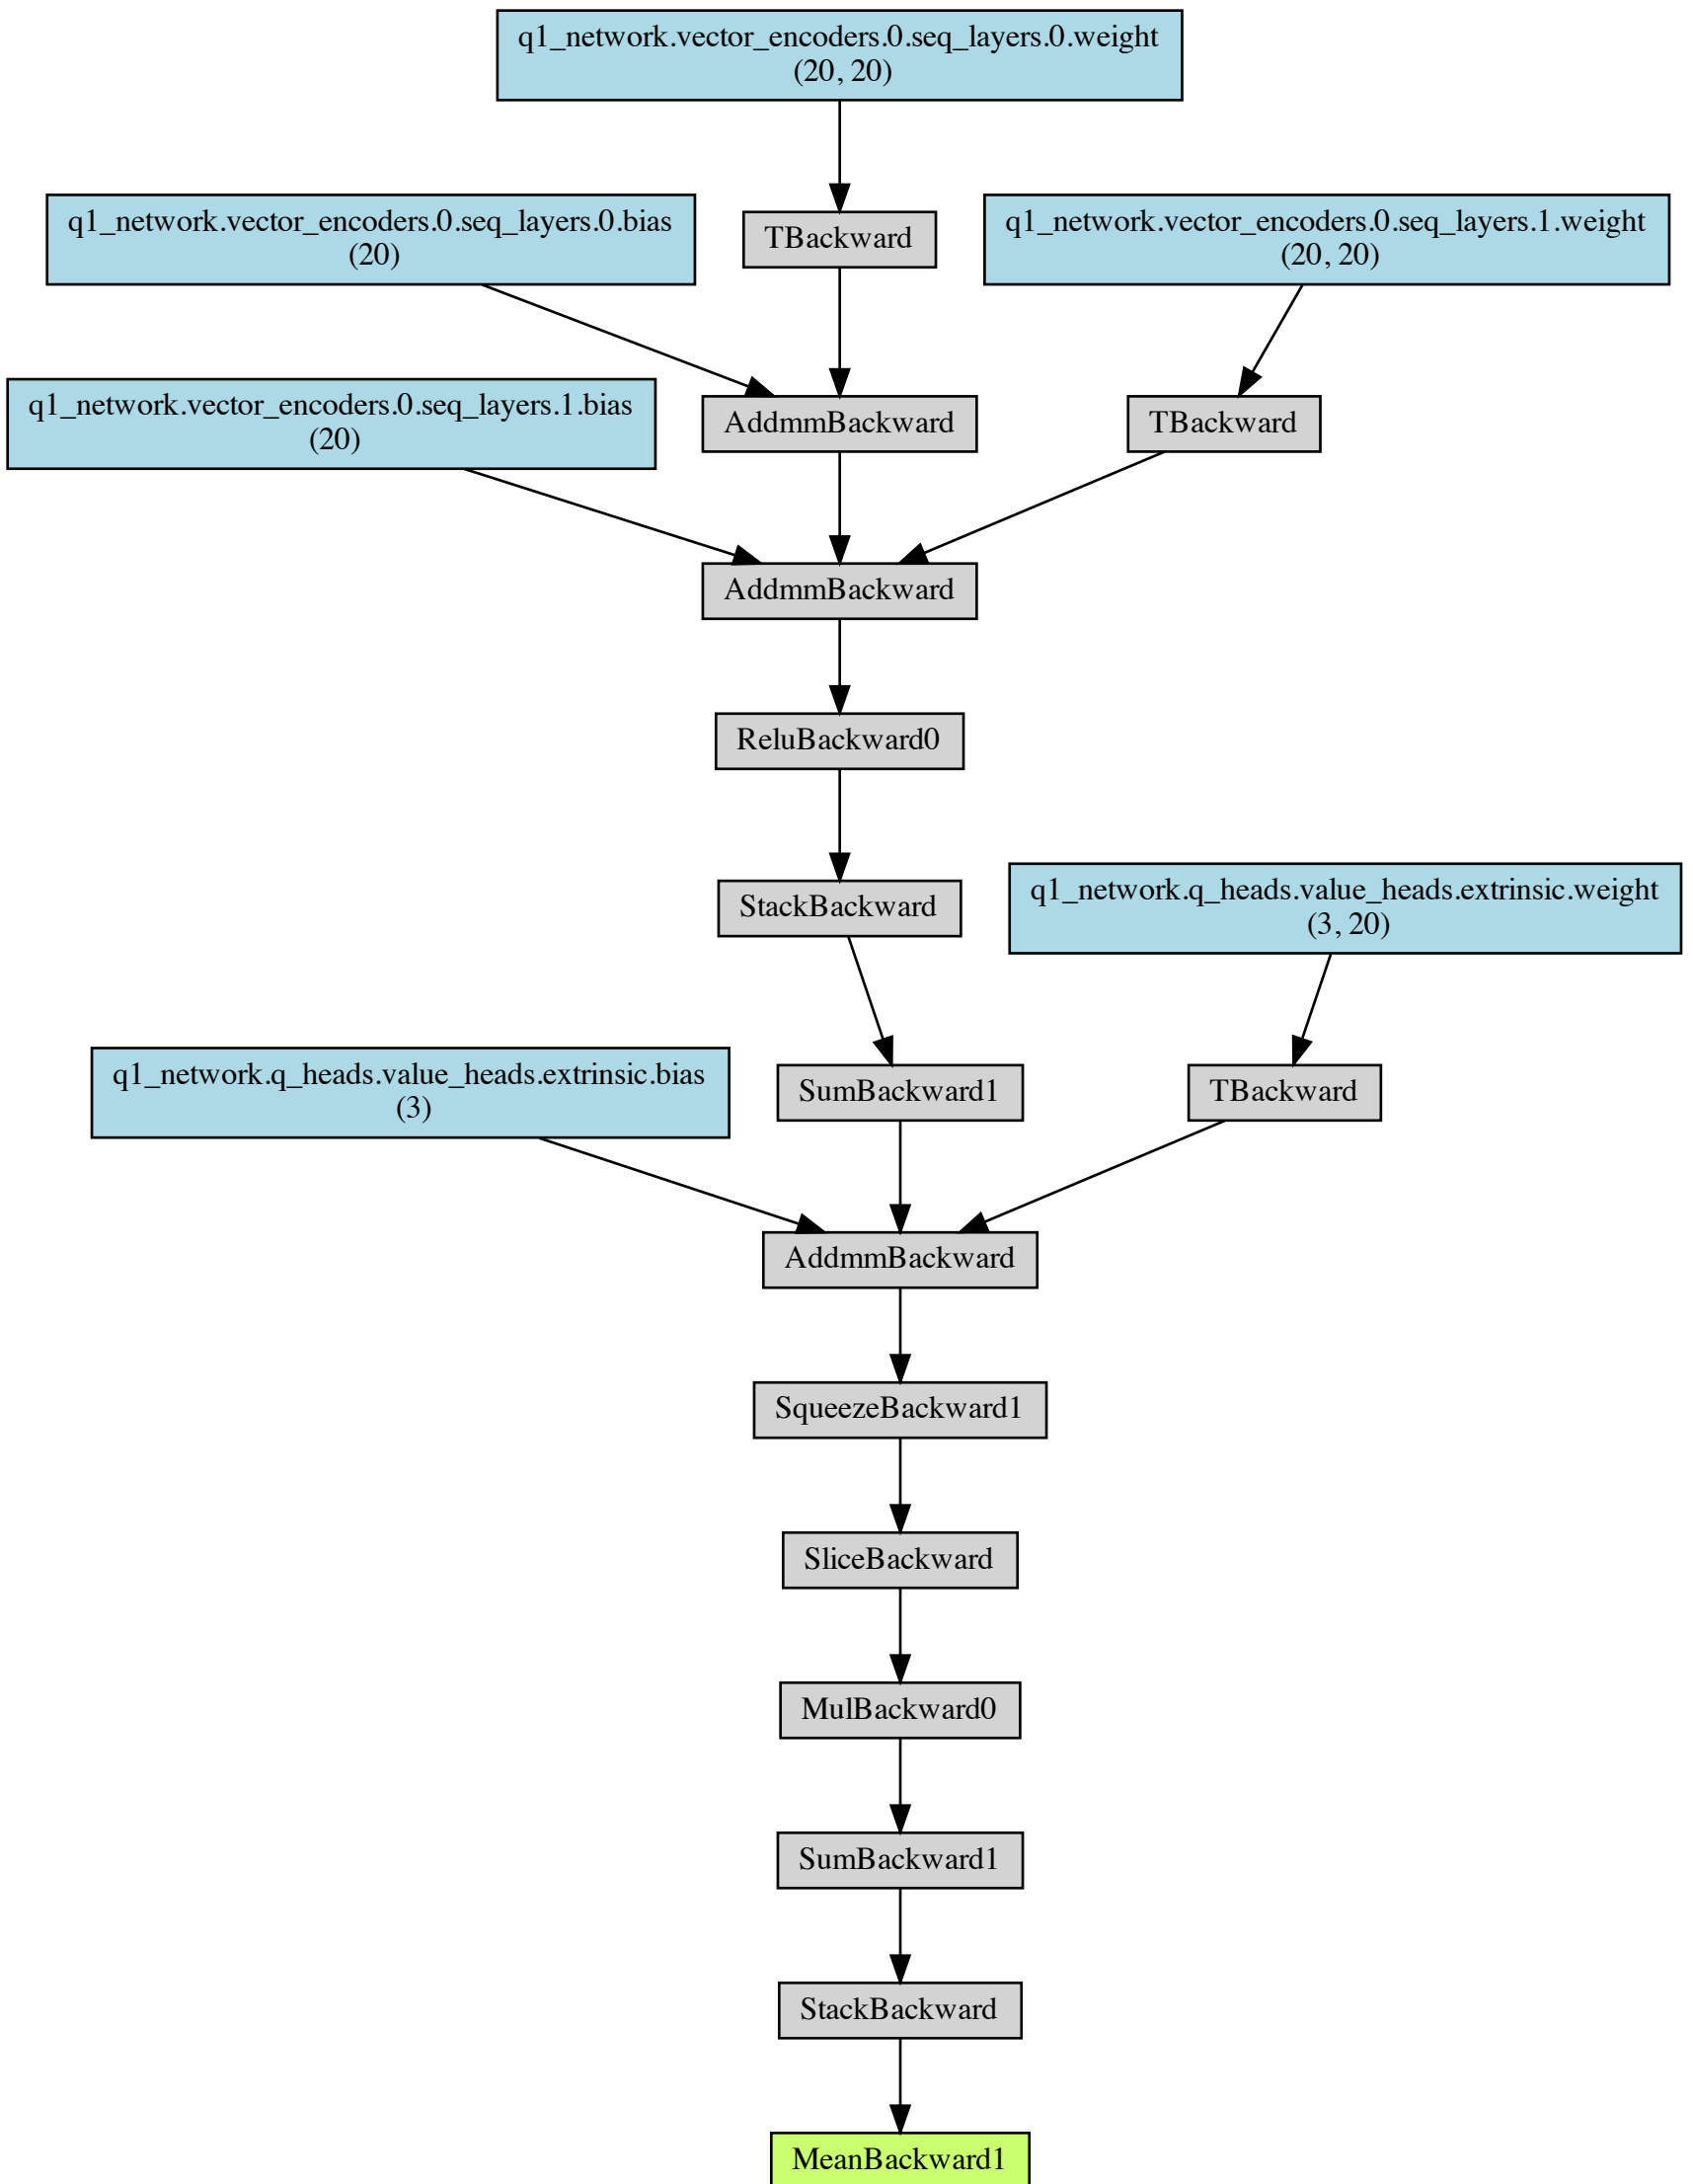 q1_network.vector_encoders.0.seq_layers.0.weight
(20, 20)
q1_network.vector_encoders.0.seq_layers.0.bias
(20)
TBackward
q1_network.vector_encoders.0.seq_layers.1.weight
(20, 20)
q1_network.vector_encoders.0.seq_layers.1.bias
(20)
AddmmBackward
TBackward
AddmmBackward
ReluBackward0
StackBackward
q1_network.q_heads.value_heads.extrinsic.weight
(3, 20)
q1_network.q_heads.value_heads.extrinsic.bias
(3)
SumBackward1
TBackward
AddmmBackward
SqueezeBackward1
SliceBackward
MulBackward0
SumBackward1
StackBackward
MeanBackward1